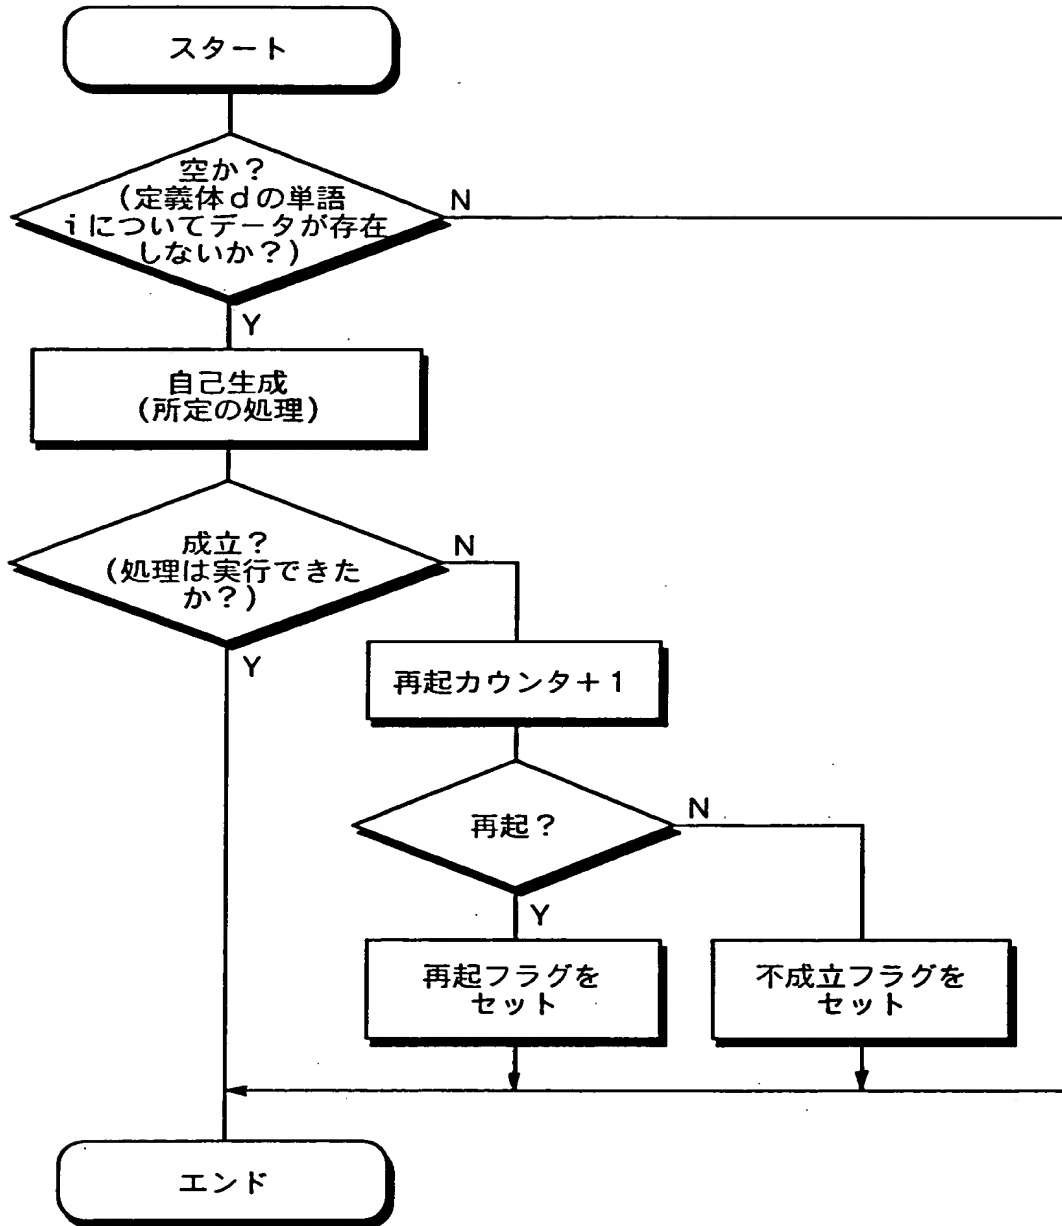 スタート
空か？
（定義体ｄの単語
ｉについてデータが存在
しないか？）
N
Y
自己生成
（所定の処理）
成立？
（処理は実行できた
か？）
N
Y
再起カウンタ＋１
再起？
N
Y
再起フラグを
セット
不成立フラグを
セット
エンド